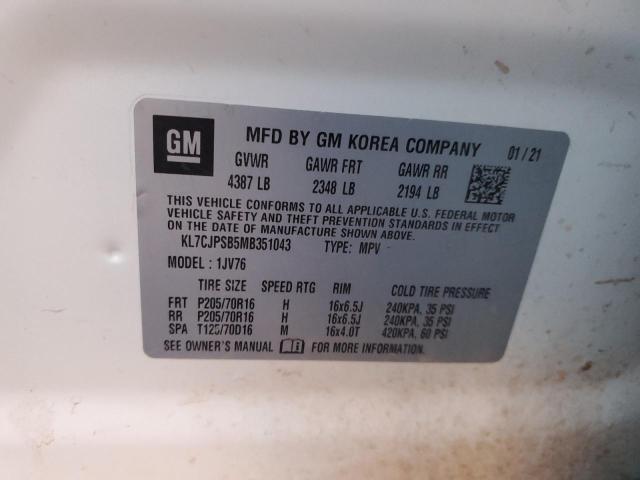 GM
MFD BY GM KOREA COMPANY 01/21
GVWR GAWR FRT GAWR RR
4387 LB 2348 LB 2194 LB
THIS VEHICLE CONFORMS TO ALL APPLICABLE U.S. FEDERAL MOTOR
VEHICLE SAFETY AND THEFT PREVENTION STANDARDS IN EFFECT
ON THE DATE OF MANUFACTURE SHOWN ABOVE.
KL7CJPSB5MB351043 TYPE: MPV
MODEL: 1JV76
TIRE SIZE SPEED RTG RIM COLD TIRE PRESSURE
FRT P205/70R16 H 16x6.5J 240KPA, 35 PSI
RR P205/70R16 H 16x6.5J 240KPA, 35 PSI
SPA T125/70D16 M 16x4.0T 420KPA, 60 PSI
SEE OWNER'S MANUAL FOR MORE INFORMATION.